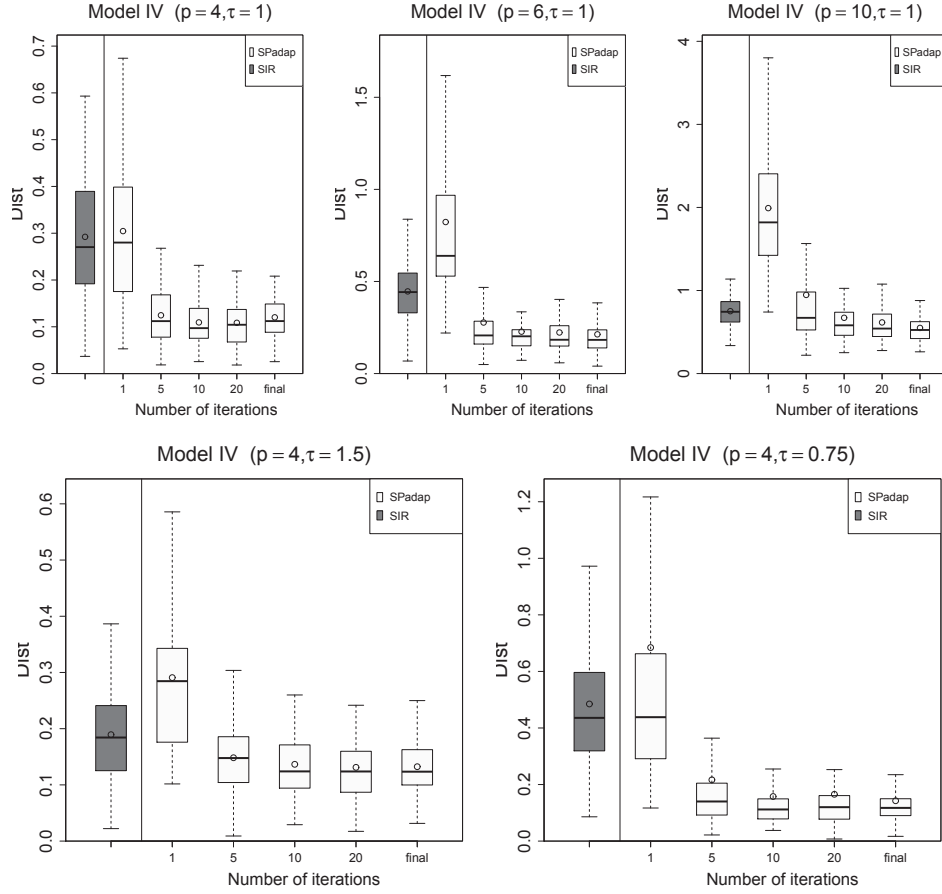 Model IV (p = 4,τ = 1)
Dist
0.0
0.1
0.2
0.3
0.4
0.5
0.6
0.7
SPadap
SIR
1
5
10
20
final
Number of iterations
Model IV (p = 6,τ = 1)
0.0
0.5
1.0
1.5
SPadap
SIR
1
5
10
20
final
Number of iterations
Model IV (p = 10,τ = 1)
0
1
2
3
4
SPadap
SIR
1
5
10
20
final
Number of iterations
Model IV (p = 4,τ = 1.5)
Dist
0.0
0.1
0.2
0.3
0.4
0.5
0.6
SPadap
SIR
1
5
10
20
final
Number of iterations
Model IV (p = 4,τ = 0.75)
Dist
0.0
0.2
0.4
0.6
0.8
1.0
1.2
SPadap
SIR
1
5
10
20
final
Number of iterations